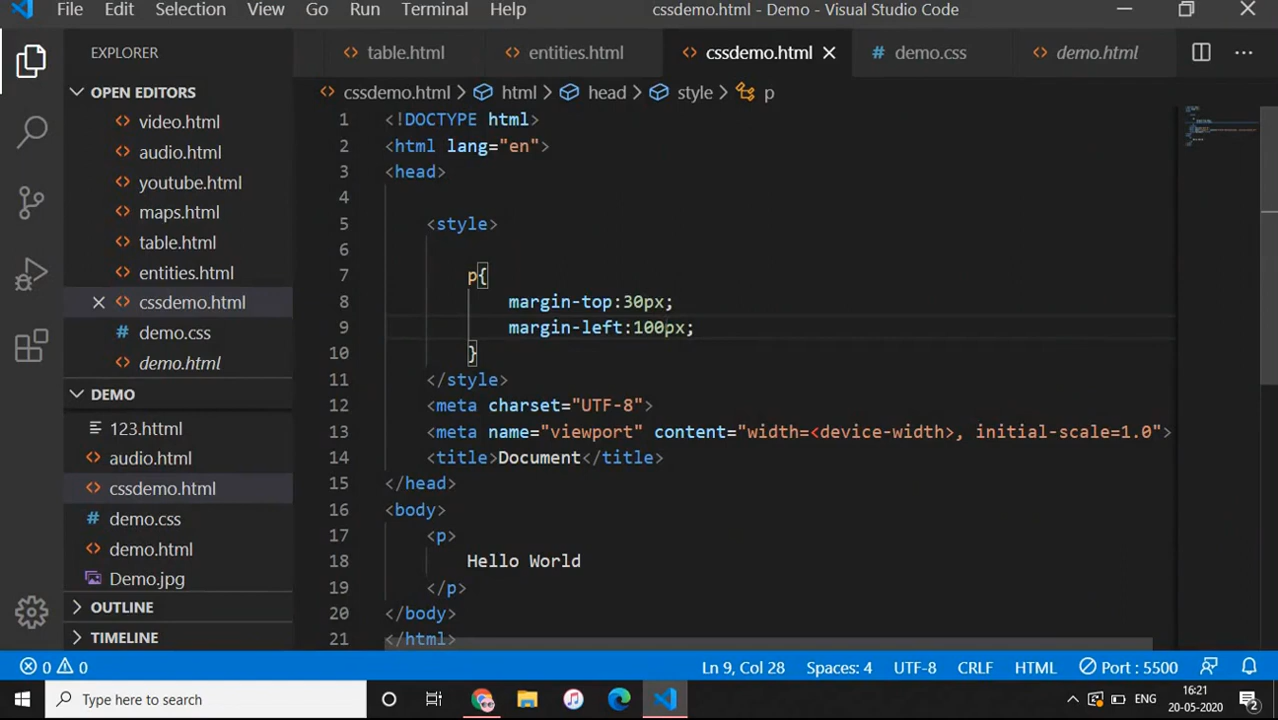 File Edit Selection View Go Run Terminal Help cssdemo.html - Demo - Visual Studio Code
EXPLORER
OPEN EDITORS
video.html
audio.html
youtube.html
maps.html
table.html
entities.html
cssdemo.html
demo.css
demo.html
DEMO
123.httml
audio.html
cssdemo.html
demo.css
demo.html
Demo.jpg
OUTLINE
TIMELINE
table.html entities.html cssdemo.html demo.css demo.html
cssdemo.html > html > head > style > p
1 <!DOCTYPE html>
2 <html lang="en">
3 <head>
4
5 <style>
6
7 p{
8 margin-top:30px;
9 margin-left:100px;
10 }
11 </style>
12 <meta charset="UTF-8">
13 <meta name="viewport" content="width=<device-width>, initial-scale=1.0">
14 <title>Document</title>
15 </head>
16 <body>
17 <p>
18 Hello World
19 </p>
20 </body>
21 </html>
0 0 Ln 9, Col 28 Spaces: 4 UTF-8 CRLF HTML Port : 5500
Type here to search ENG 16:21
20-05-2020 2